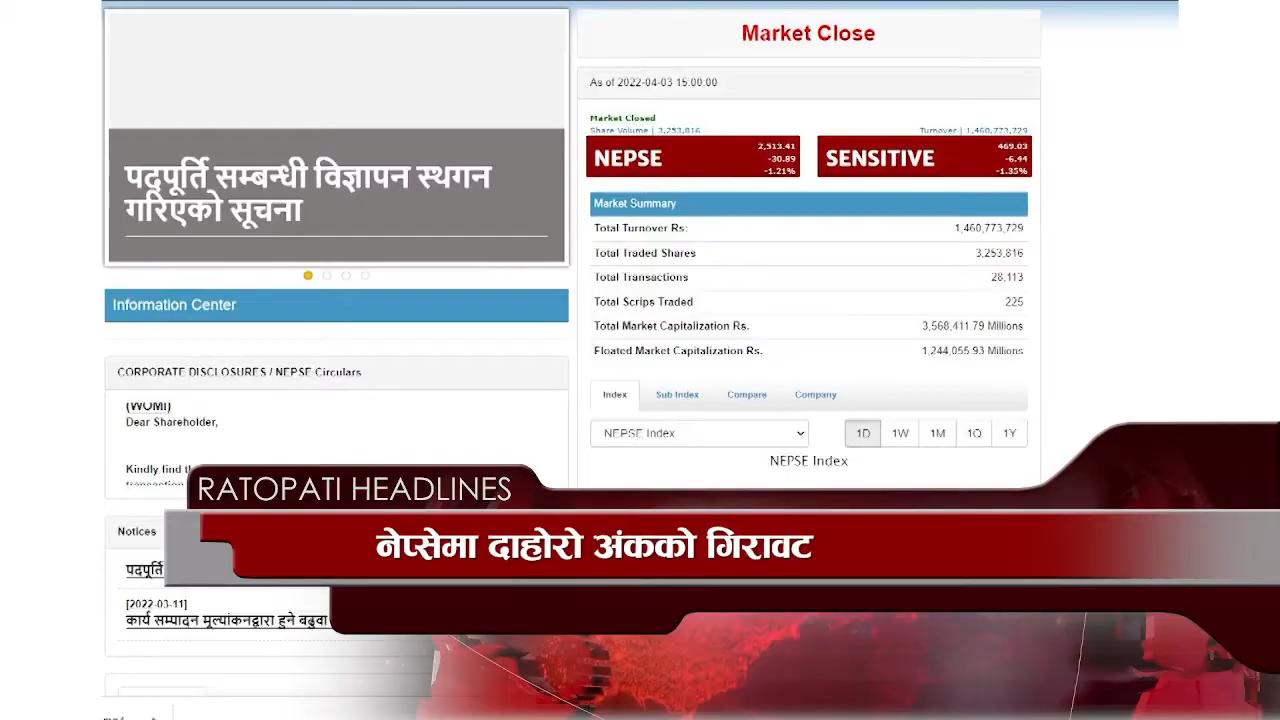 पदपूर्ति सम्बन्धी विज्ञापन स्थगन
गरिएको सूचना
Information Center
CORPORATE DISCLOSURES / NEPSE Circulars
(WOMI)
Dear Shareholder,
Kindly find
Notices
पदपूर्ति
[2022-03-11]
कार्य सम्पादन मूल्यांकनद्वारा हुने बढुवा
Market Close
As of 2022-04-03 15:00:00
Market Closed
Share Volume | 3,253,816
Turnover | 1,460,773,729
NEPSE
2,513.41
-30.89
-1.21%
SENSITIVE
469.03
-6.44
-1.35%
Market Summary
Total Turnover Rs: 1,460,773,729
Total Traded Shares 3,253,816
Total Transactions 28,113
Total Scrips Traded 225
Total Market Capitalization Rs. 3,568,411.79 Millions
Floated Market Capitalization Rs. 1,244,055.93 Millions
Index Sub Index Compare Company
NEPSE Index 1D 1W 1M 1Q 1Y
NEPSE Index
RATOPATI HEADLINES
नेप्सेमा दाहोरो अंकको गिरावट